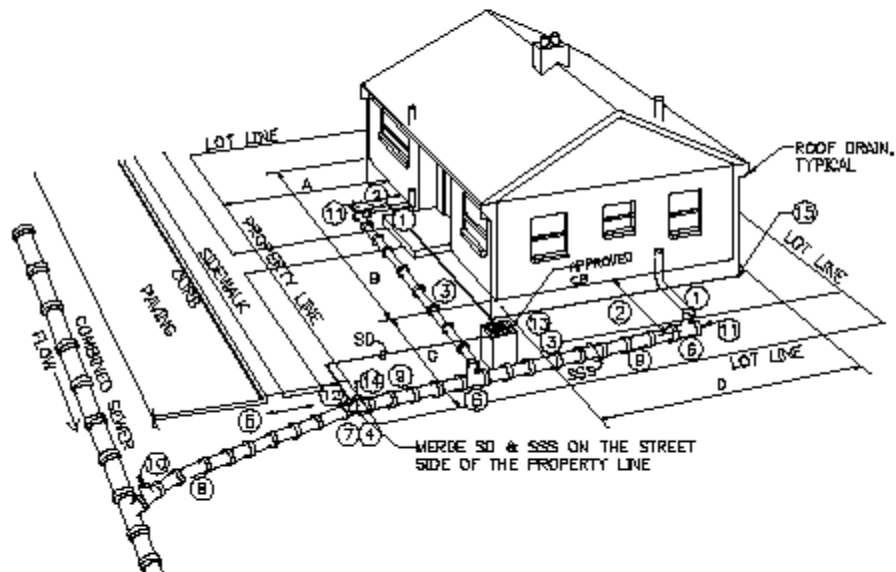 LOT LINE
ROOF DRAIN,
TYPICAL
A
2
11
1
15
PROPERTY LINE
SIDEWALK
CURB
PAVING
COMBINED SEWER
FLOW
B
3
APPROVED
CB
LOT LINE
1
2
13
3
11
SD
C
SSS
8
6
LOT LINE
D
14
9
12
6
6
7
4
MERDE SD & SSS ON THE STREET
SIDE OF THE PROPERTY LINE
10
8